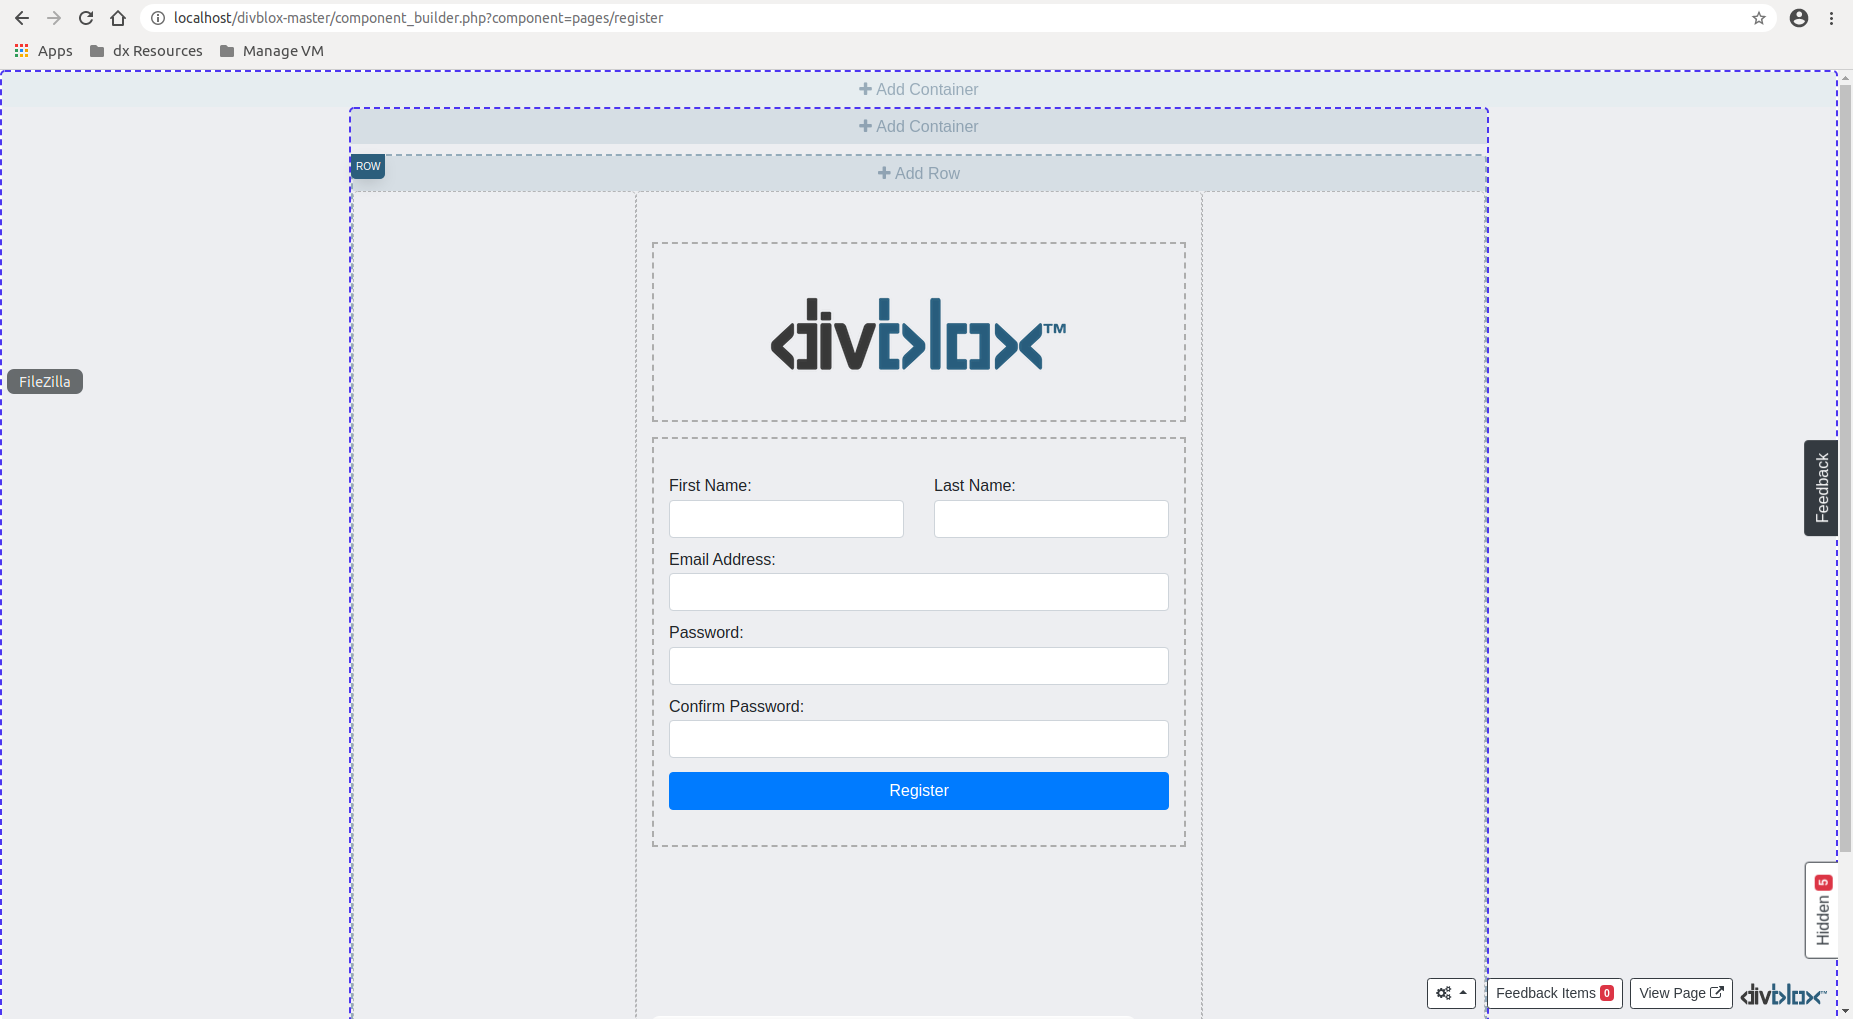 localhost/divblox-master/component_builder.php?component=pages/register
Apps dx Resources Manage VM
+ Add Container
+ Add Container
ROW
+ Add Row
divblox™
FileZilla
First Name: Last Name:
Feedback
Email Address:
Password:
Confirm Password:
Register
Hidden 5
Feedback Items 0 View Page divblox™